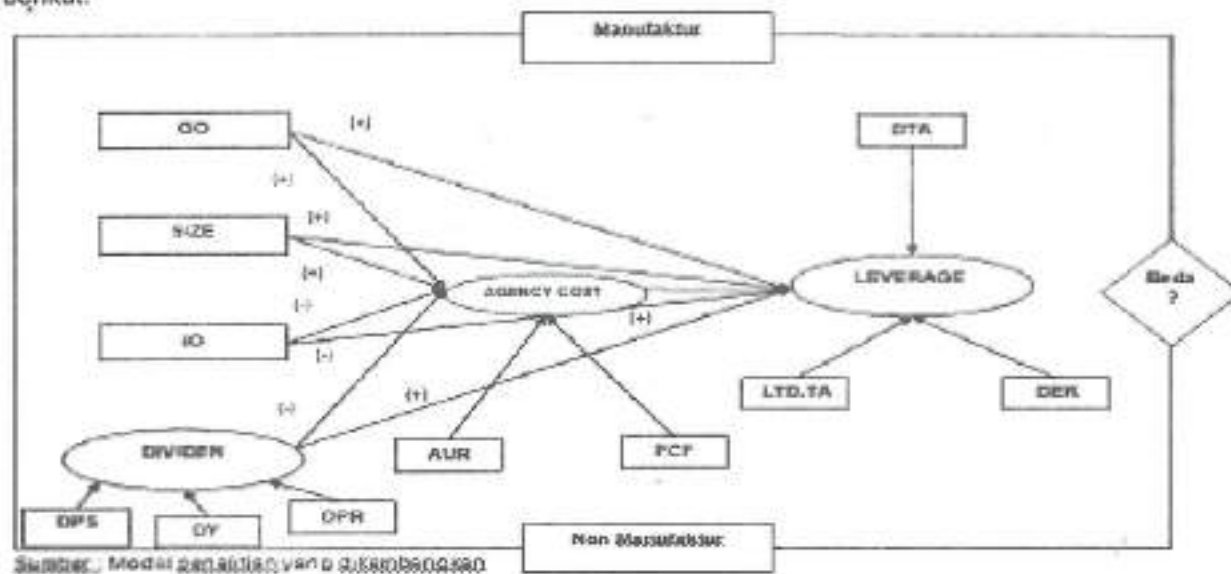 berikut:
Manufaktur
GO
(+)
DTA
(+)
SIZE
(+)
(+)
LEVERAGE
Beda
?
AGENCY COST
(-)
(+)
IO
(-)
LTD.TA
DER
(+)
(-)
DIVIDEN
AUR
FCF
DPS
DY
DPR
Non Manufaktur
Sumber : Model penelitian yang dikembangkan